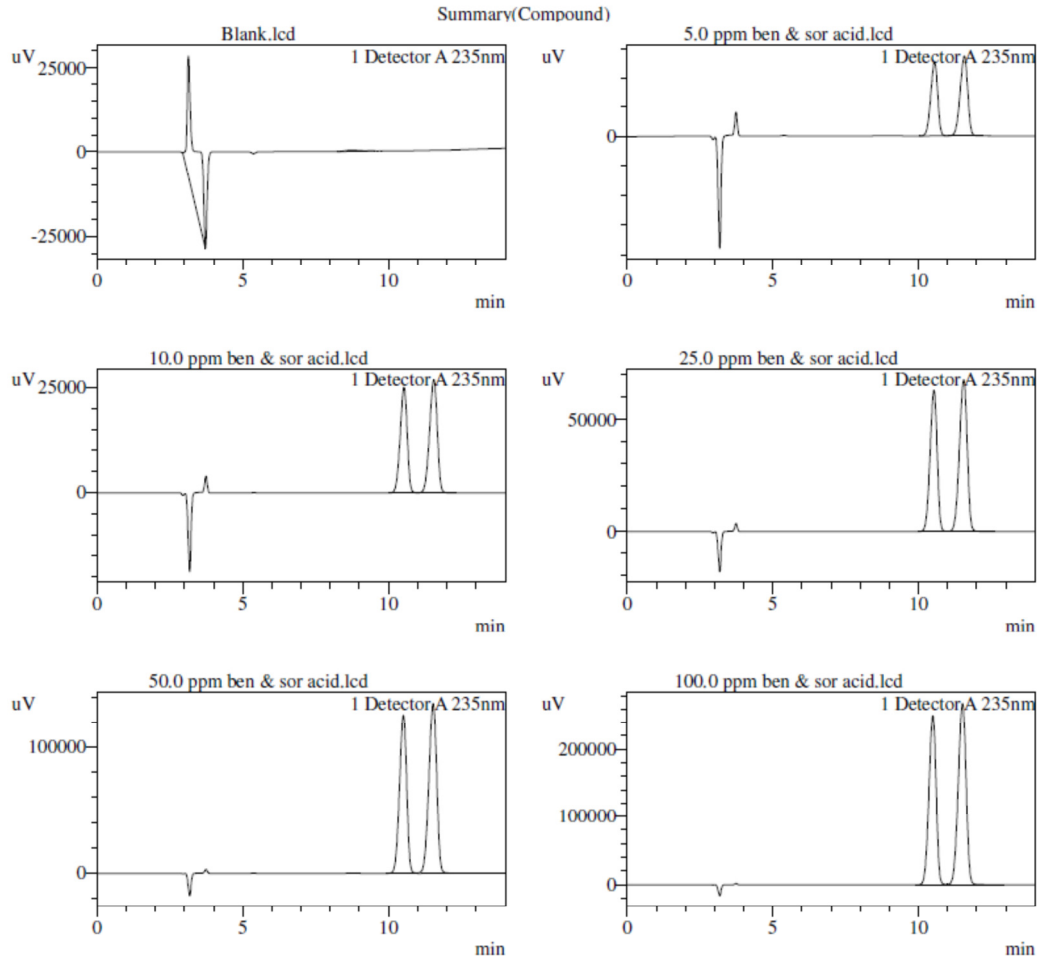 Summary(Compound)
Blank.lcd
uV
1 Detector A 235nm
25000
0
-25000
0 5 10
min
5.0 ppm ben & sor acid.lcd
uV
1 Detector A 235nm
0
0 5 10
min
10.0 ppm ben & sor acid.lcd
uV
1 Detector A 235nm
25000
0
0 5 10
min
25.0 ppm ben & sor acid.lcd
uV
1 Detector A 235nm
50000
0
0 5 10
min
50.0 ppm ben & sor acid.lcd
uV
1 Detector A 235nm
100000
0
0 5 10
min
100.0 ppm ben & sor acid.lcd
uV
1 Detector A 235nm
200000
100000
0
0 5 10
min